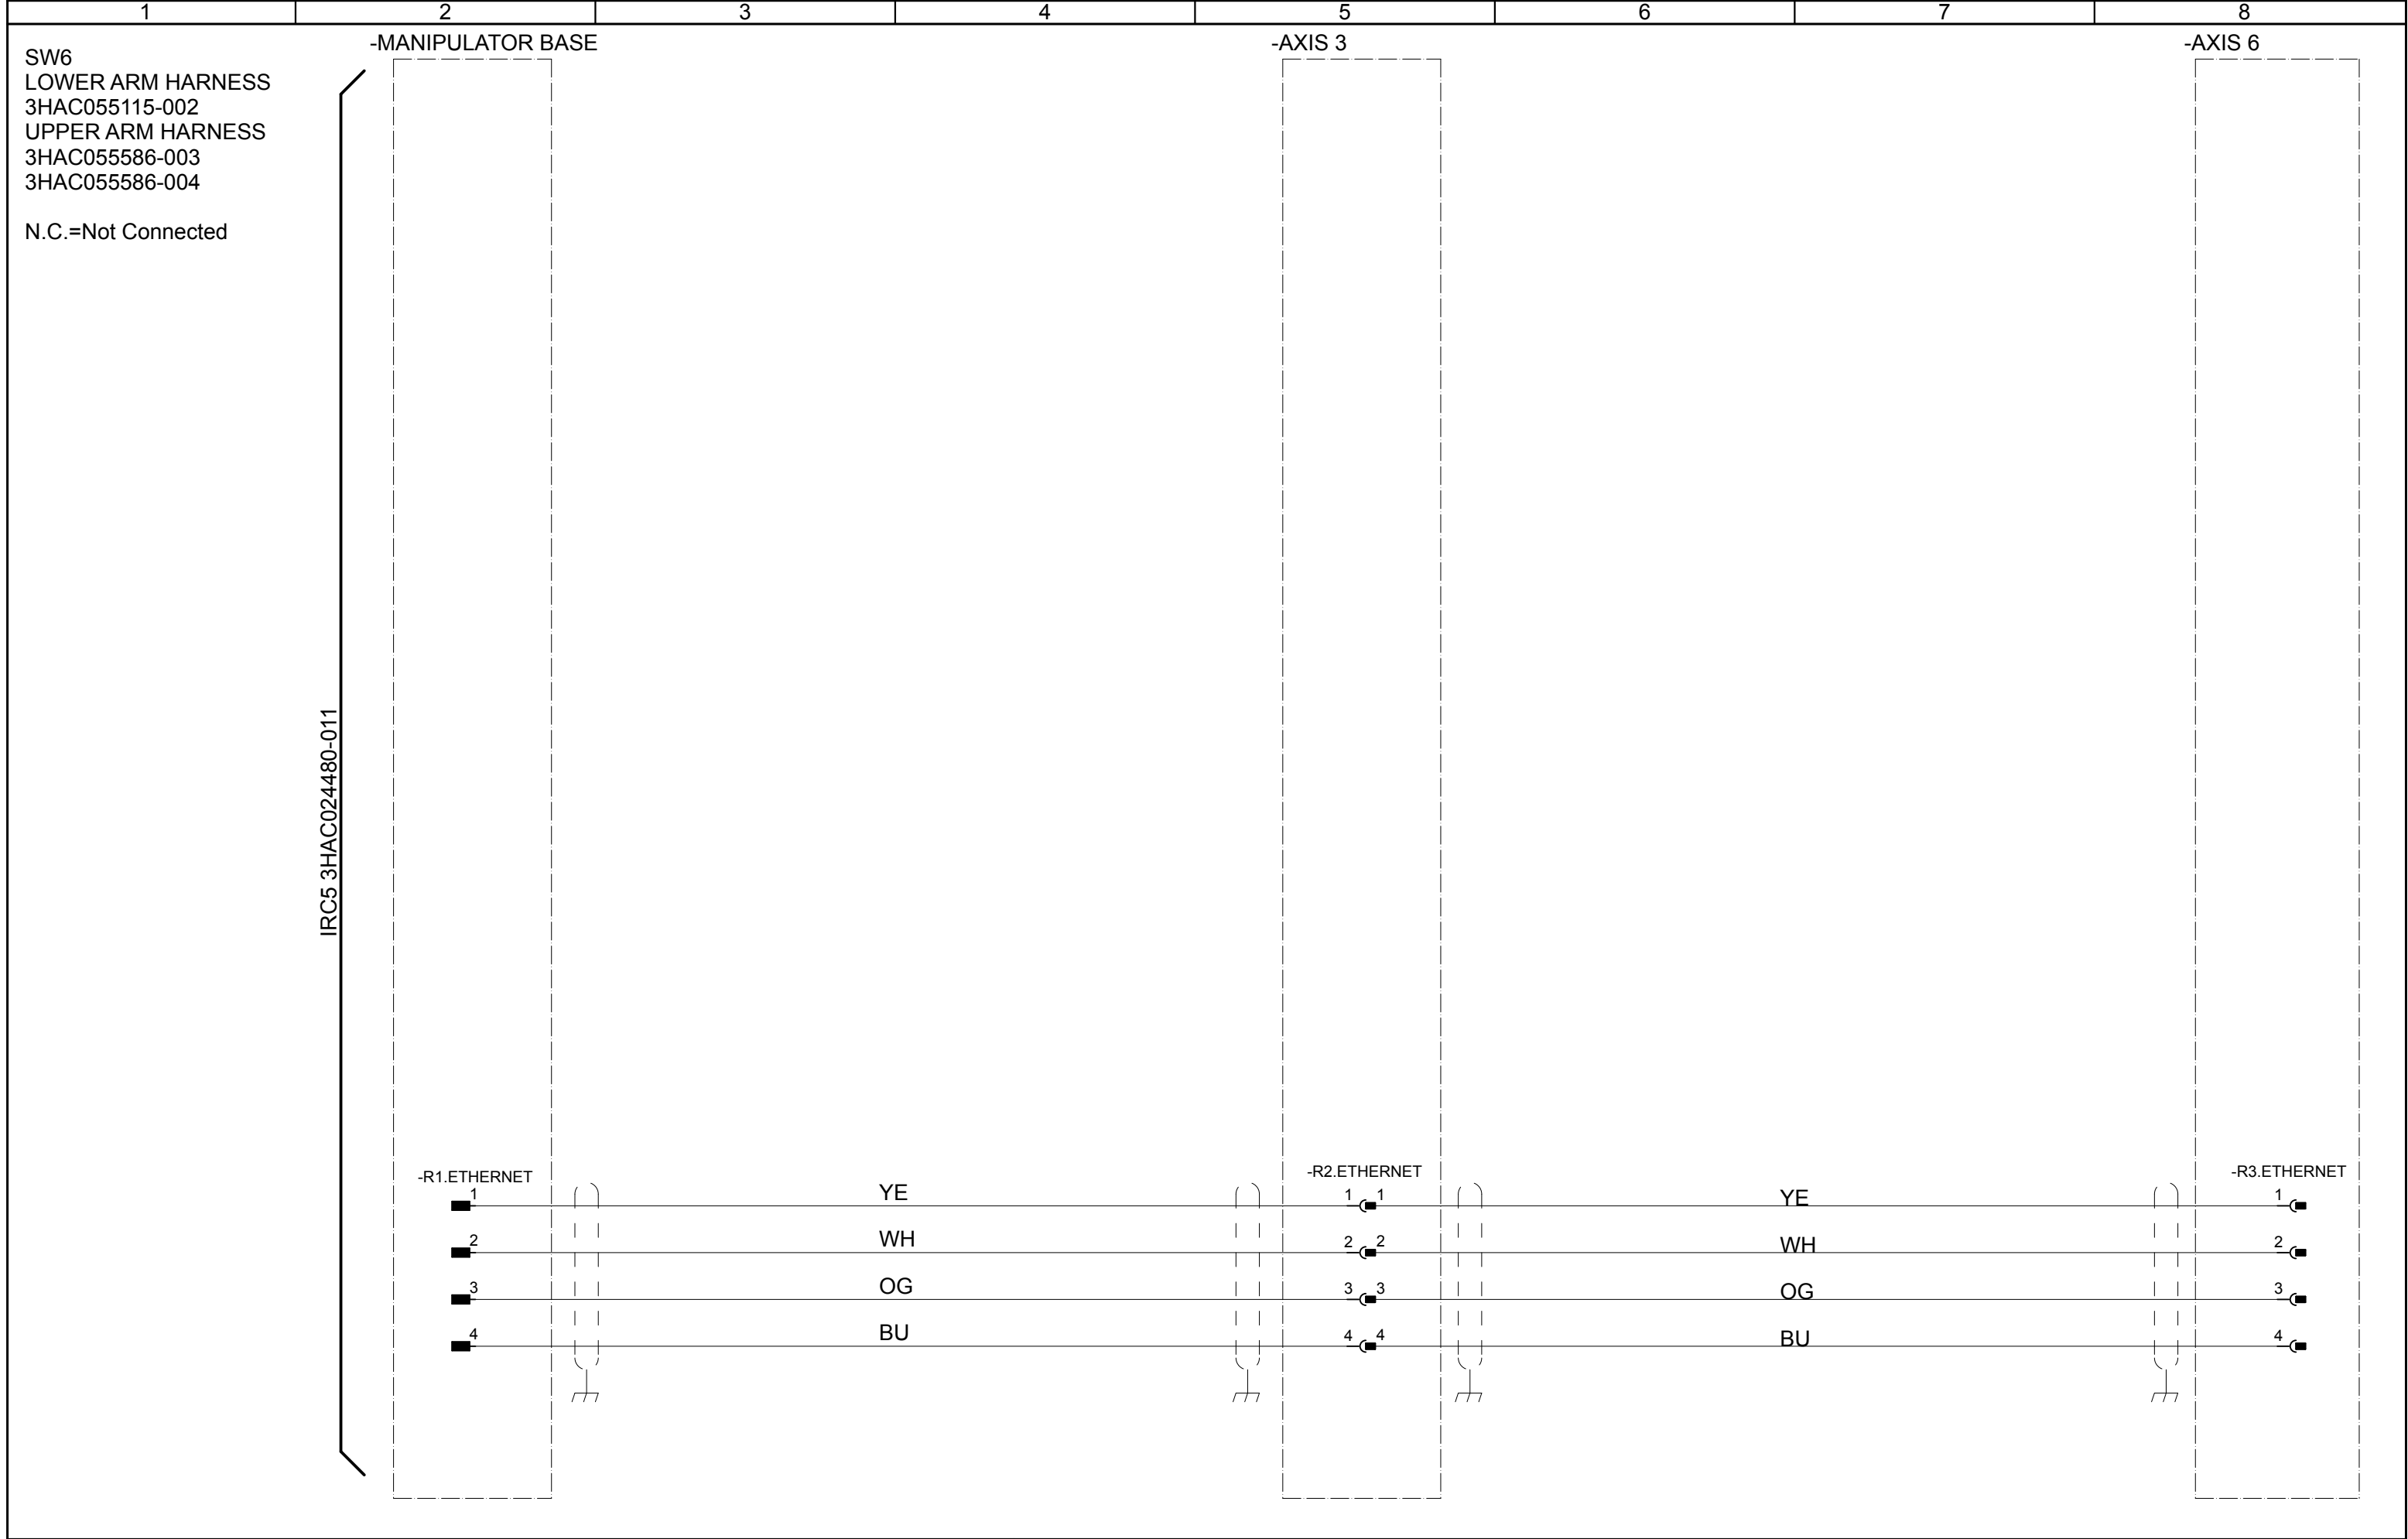 1 2 3 4 5 6 7 8
-MANIPULATOR BASE -AXIS 3 -AXIS 6
SW6
LOWER ARM HARNESS
3HAC055115-002
UPPER ARM HARNESS
3HAC055586-003
3HAC055586-004
N.C.=Not Connected
IRC5 3HAC024480-011
-R1.ETHERNET -R2.ETHERNET -R3.ETHERNET
1 YE 1 1 YE 1
2 WH 2 2 WH 2
3 OG 3 3 OG 3
4 BU 4 4 BU 4